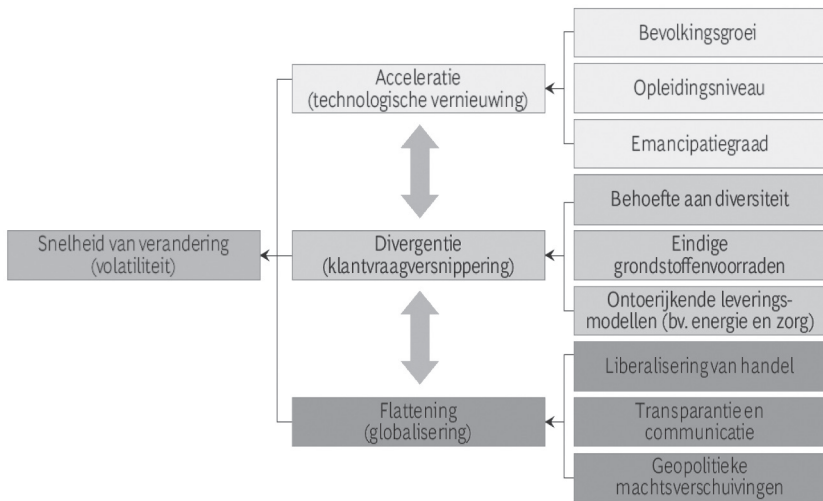 Bevolkingsgroei
Acceleratie
(technologische vernieuwing)
Opleidingsniveau
Emancipatiegraad
Behoefte aan diversiteit
Snelheid van verandering
(volatiliteit)
Divergentie
(klantvraagversnippering)
Eindige
grondstoffenvoorraden
Ontoerijkende leverings-
modellen (bv. energie en zorg)
Liberalisering van handel
Flattening
(globalisering)
Transparantie en
communicatie
Geopolitieke
machtsverschuivingen